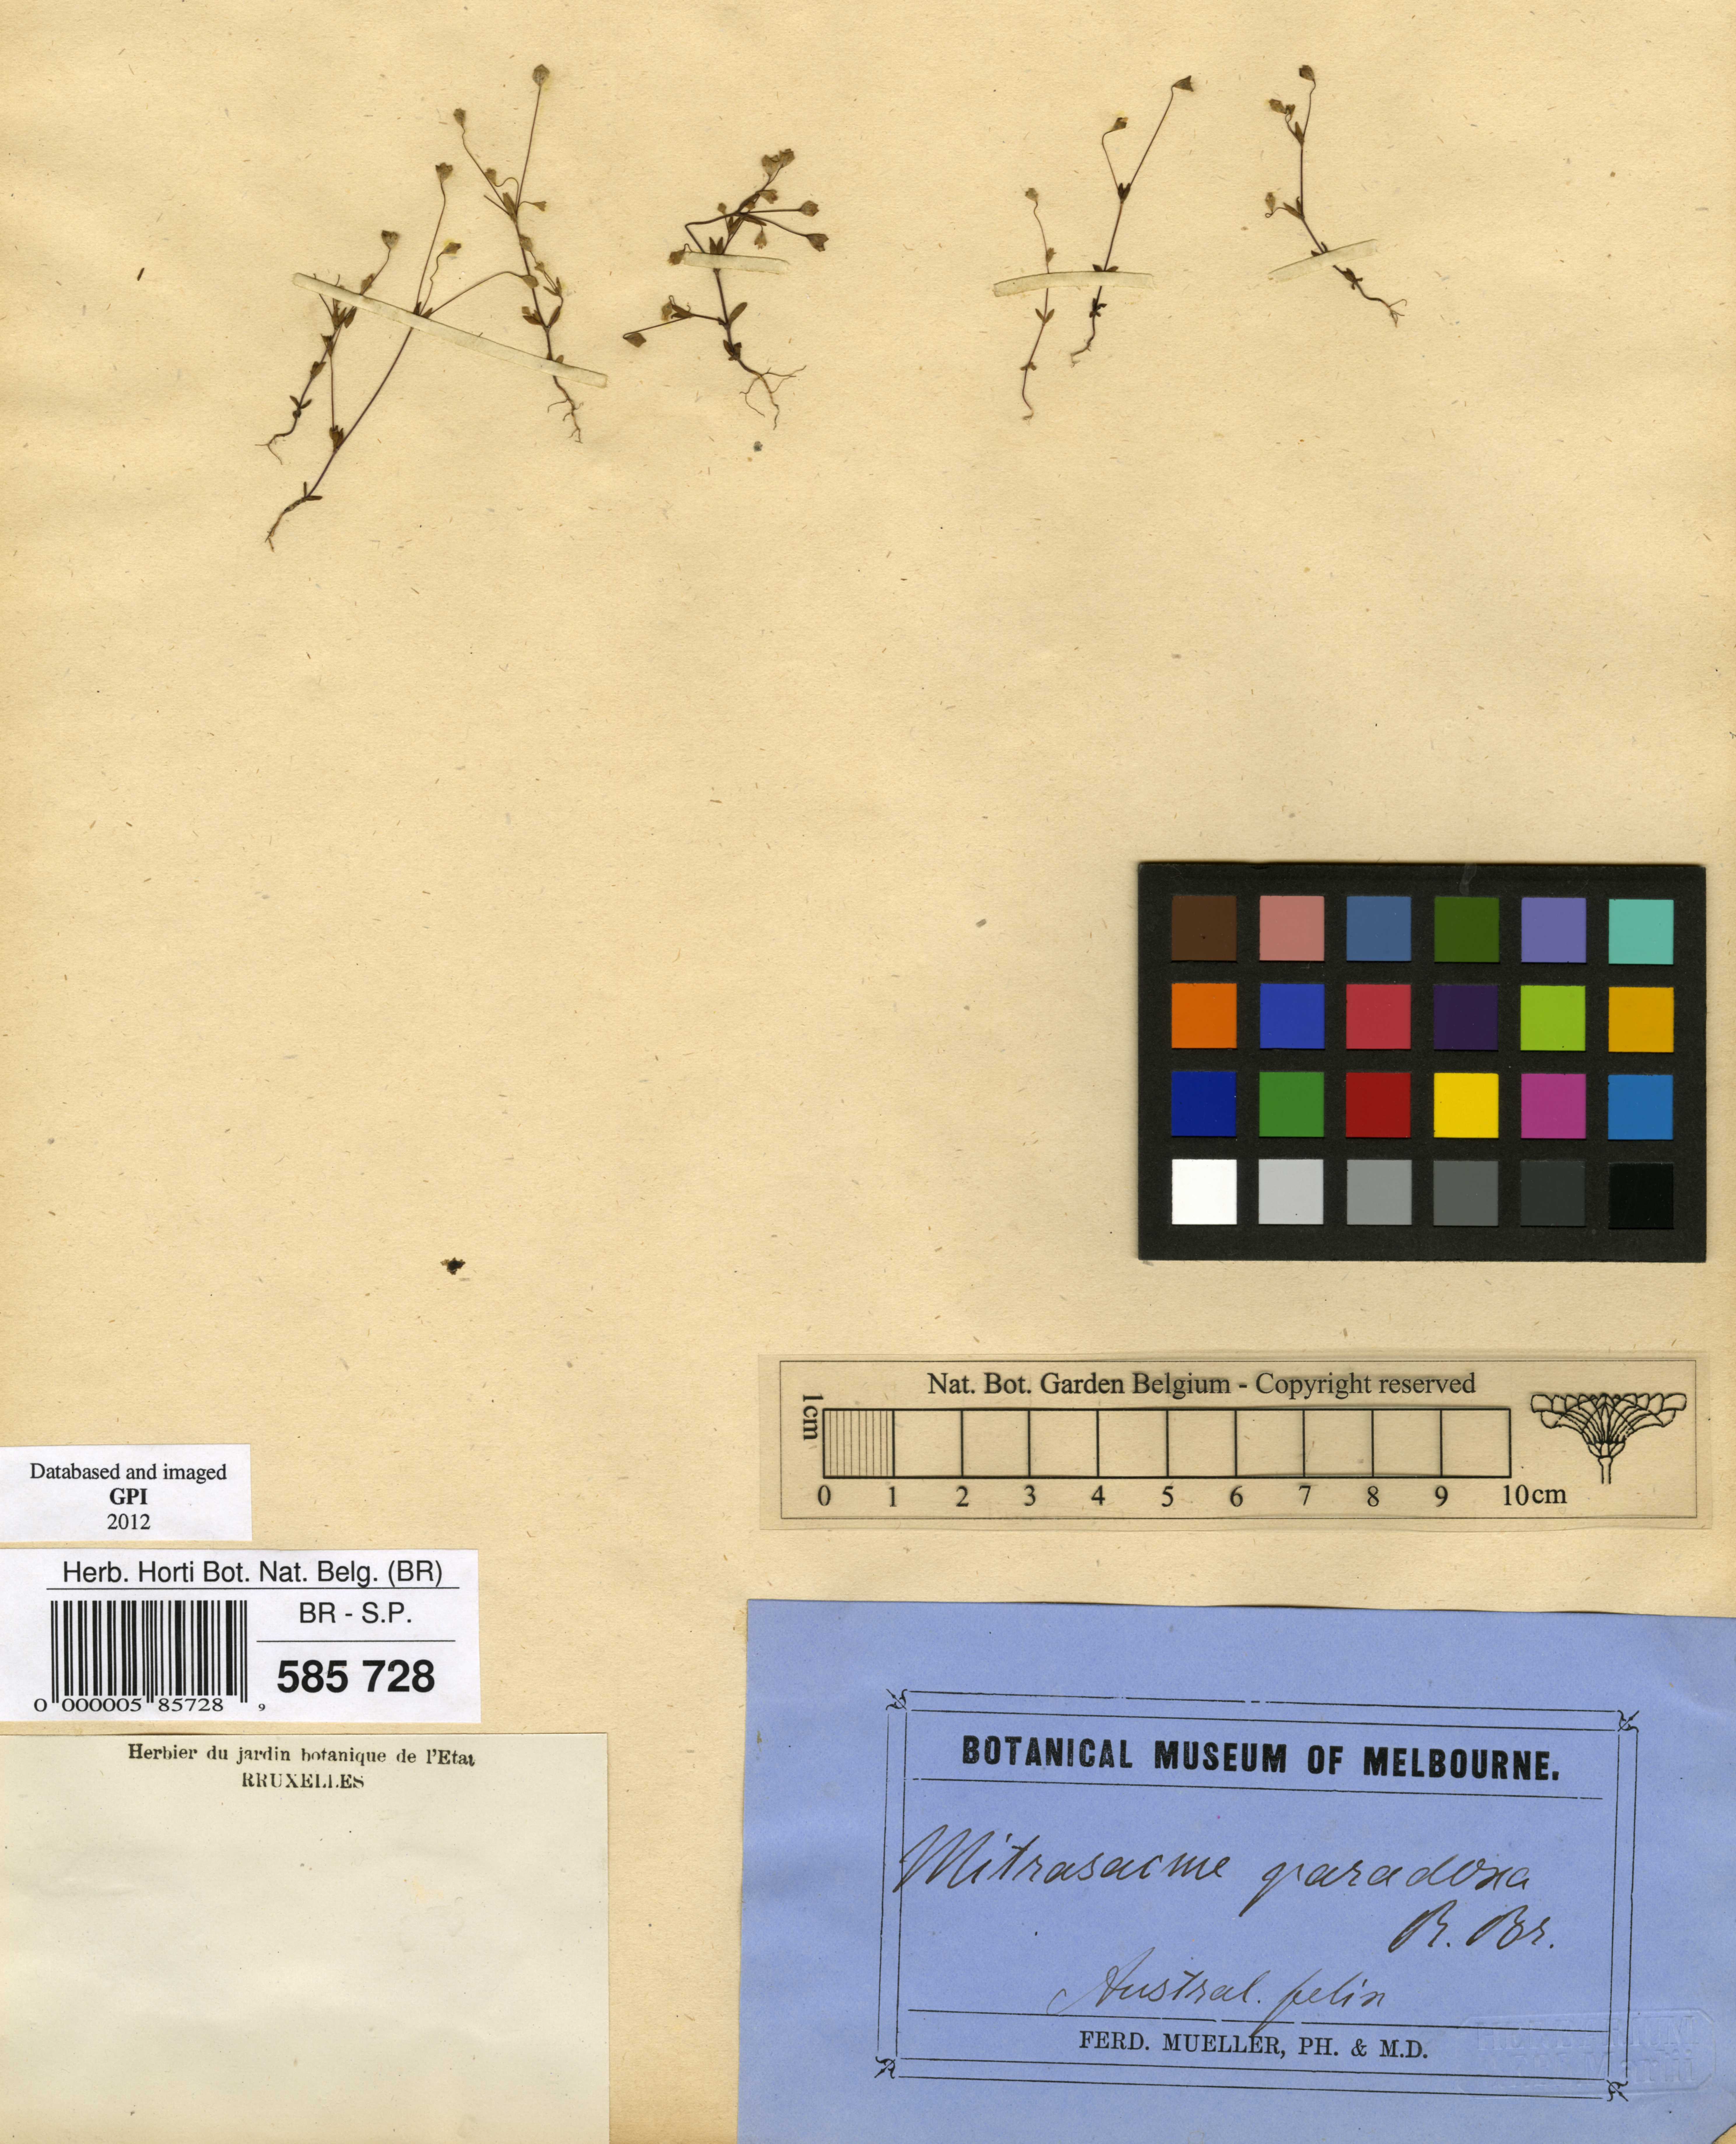 Nat. Bot. Garden Belgium - Copyright reserved
1cm
0 1 2 3 4 5 6 7 8 9 10cm
Databased and imaged
GPI
2012
Herb. Horti Bot. Nat. Belg. (BR)
BR - S.P.
585 728
0 000005 85728 9
Herbier du jardin botanique de l'Etat
BRUXELLES
BOTANICAL MUSEUM OF MELBOURNE.
Mitrasacme paradoxa
R. Br.
Austral. felix
FERD. MUELLER, PH. & M.D.